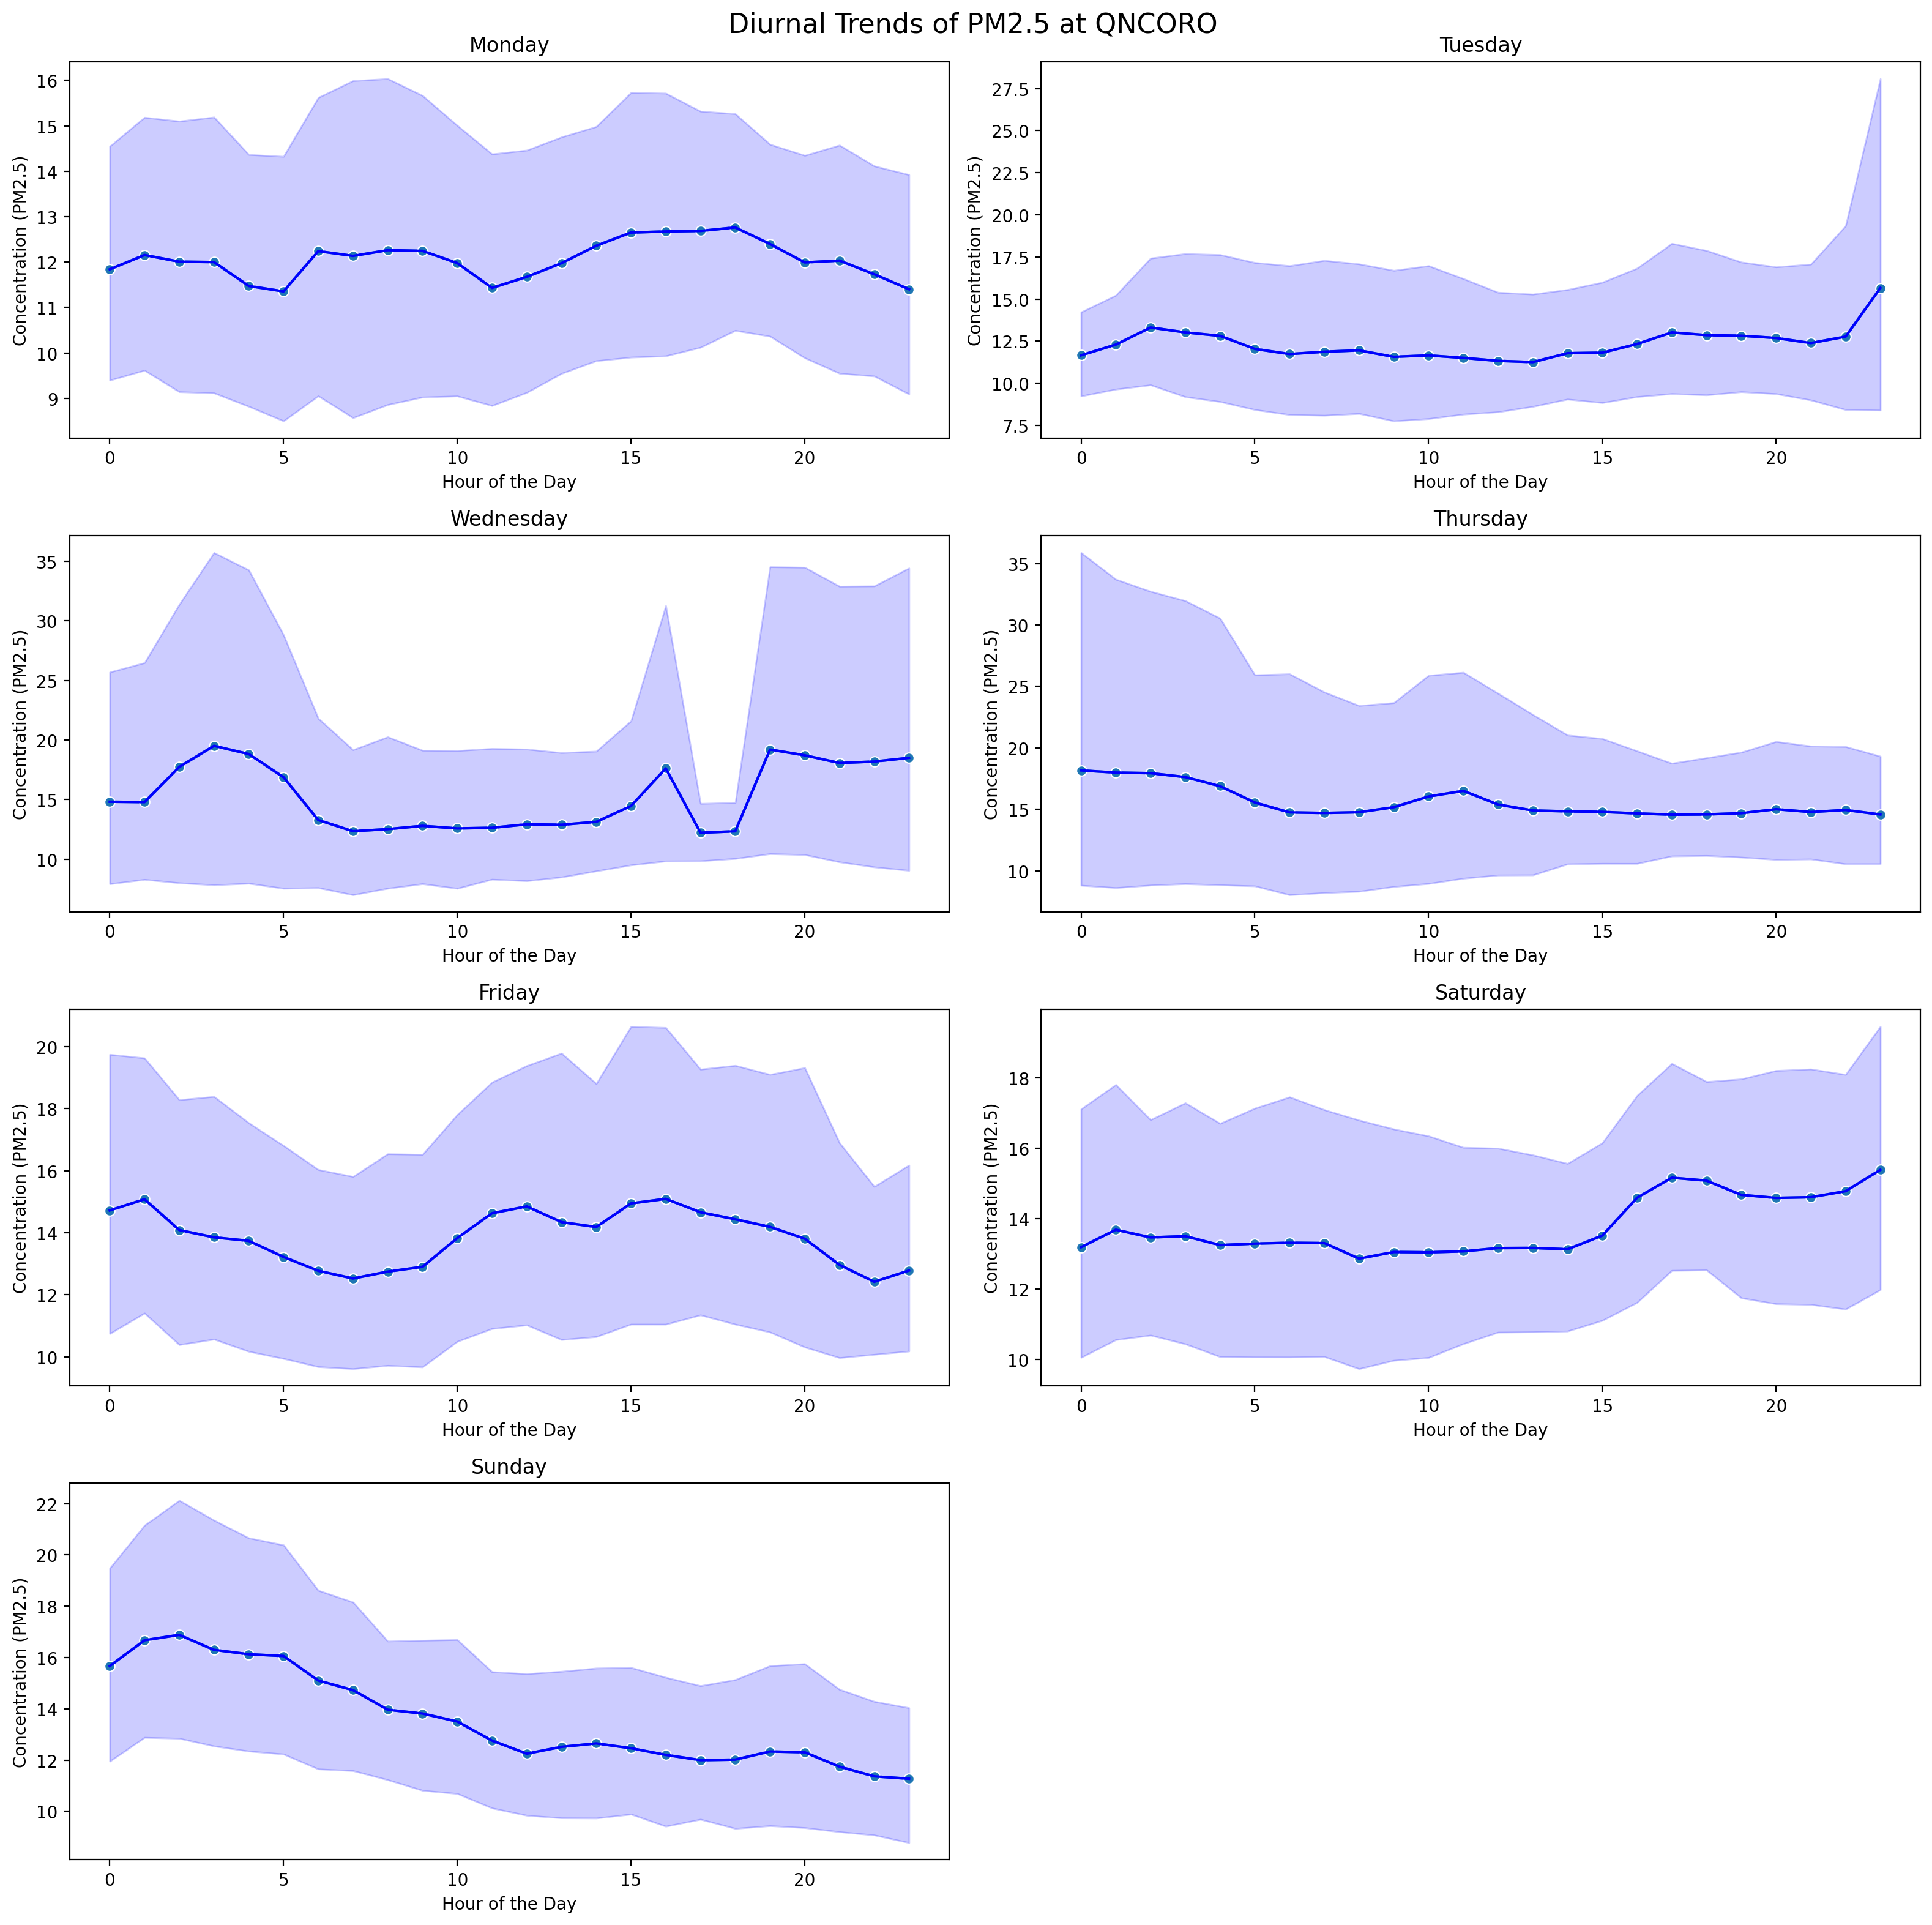 Diurnal Trends of PM2.5 at QNCORO
Monday
Concentration (PM2.5)
16
15
14
13
12
11
10
9
0 5 10 15 20
Hour of the Day
Tuesday
Concentration (PM2.5)
27.5
25.0
22.5
20.0
17.5
15.0
12.5
10.0
7.5
0 5 10 15 20
Hour of the Day
Wednesday
Concentration (PM2.5)
35
30
25
20
15
10
0 5 10 15 20
Hour of the Day
Thursday
Concentration (PM2.5)
35
30
25
20
15
10
0 5 10 15 20
Hour of the Day
Friday
Concentration (PM2.5)
20
18
16
14
12
10
0 5 10 15 20
Hour of the Day
Saturday
Concentration (PM2.5)
18
16
14
12
10
0 5 10 15 20
Hour of the Day
Sunday
Concentration (PM2.5)
22
20
18
16
14
12
10
0 5 10 15 20
Hour of the Day